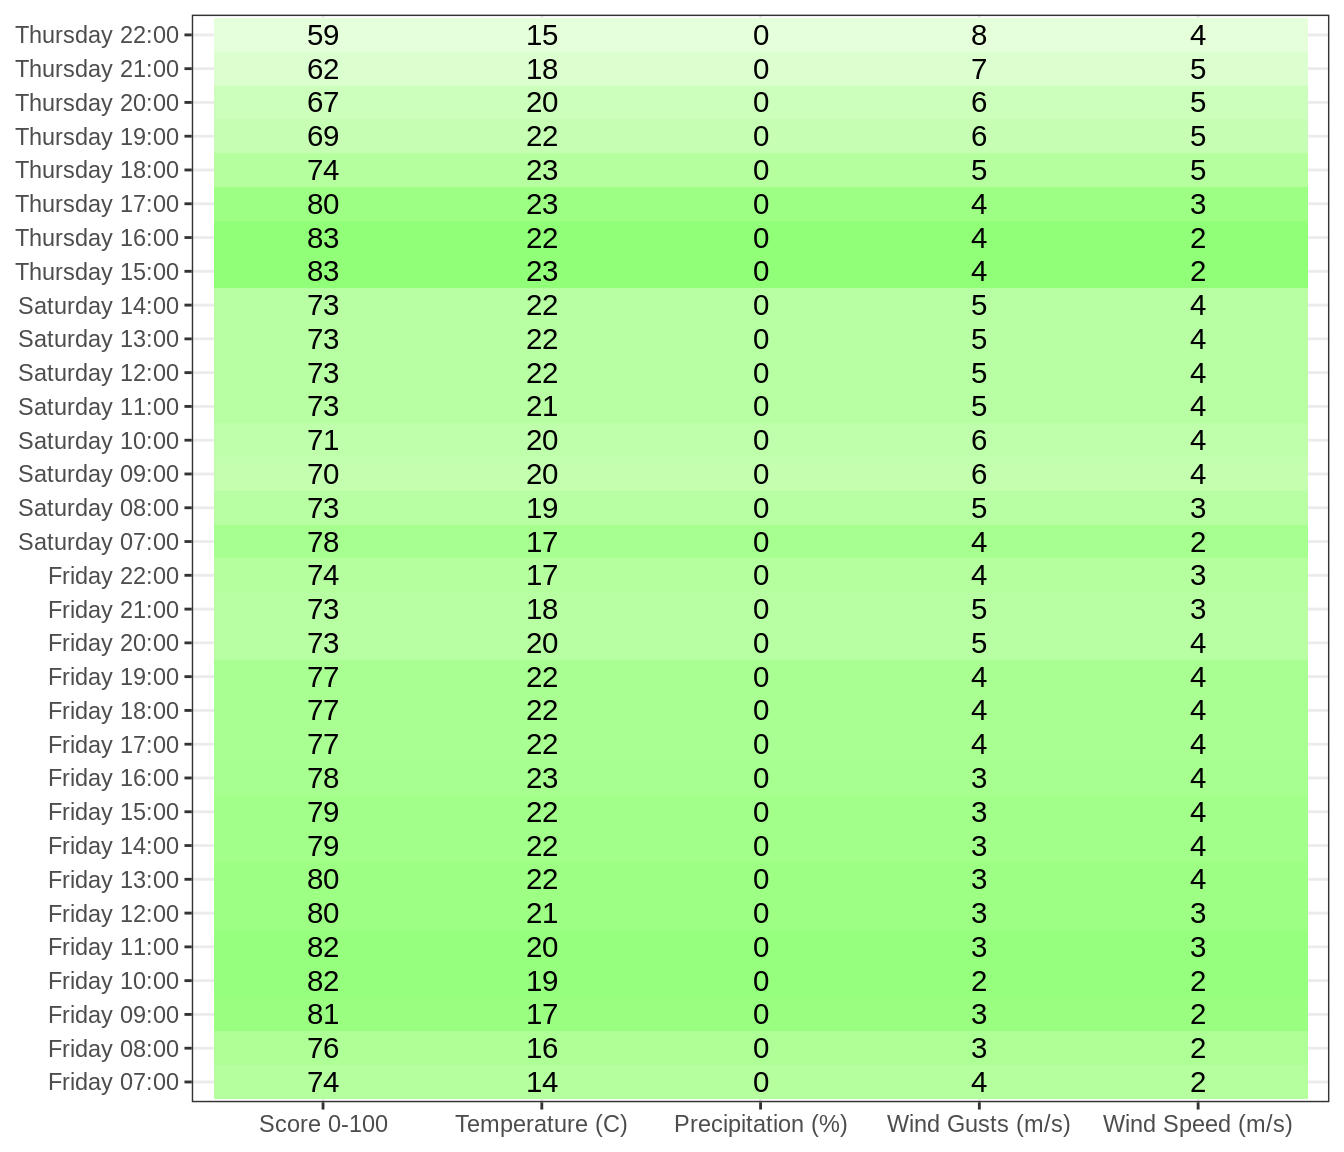 Thursday 22:00 59 15 0 8 4
Thursday 21:00 62 18 0 7 5
Thursday 20:00 67 20 0 6 5
Thursday 19:00 69 22 0 6 5
Thursday 18:00 74 23 0 5 5
Thursday 17:00 80 23 0 4 3
Thursday 16:00 83 22 0 4 2
Thursday 15:00 83 23 0 4 2
Saturday 14:00 73 22 0 5 4
Saturday 13:00 73 22 0 5 4
Saturday 12:00 73 22 0 5 4
Saturday 11:00 73 21 0 5 4
Saturday 10:00 71 20 0 6 4
Saturday 09:00 70 20 0 6 4
Saturday 08:00 73 19 0 5 3
Saturday 07:00 78 17 0 4 2
Friday 22:00 74 17 0 4 3
Friday 21:00 73 18 0 5 3
Friday 20:00 73 20 0 5 4
Friday 19:00 77 22 0 4 4
Friday 18:00 77 22 0 4 4
Friday 17:00 77 22 0 4 4
Friday 16:00 78 23 0 3 4
Friday 15:00 79 22 0 3 4
Friday 14:00 79 22 0 3 4
Friday 13:00 80 22 0 3 4
Friday 12:00 80 21 0 3 3
Friday 11:00 82 20 0 3 3
Friday 10:00 82 19 0 2 2
Friday 09:00 81 17 0 3 2
Friday 08:00 76 16 0 3 2
Friday 07:00 74 14 0 4 2
Score 0-100 Temperature (C) Precipitation (%) Wind Gusts (m/s) Wind Speed (m/s)